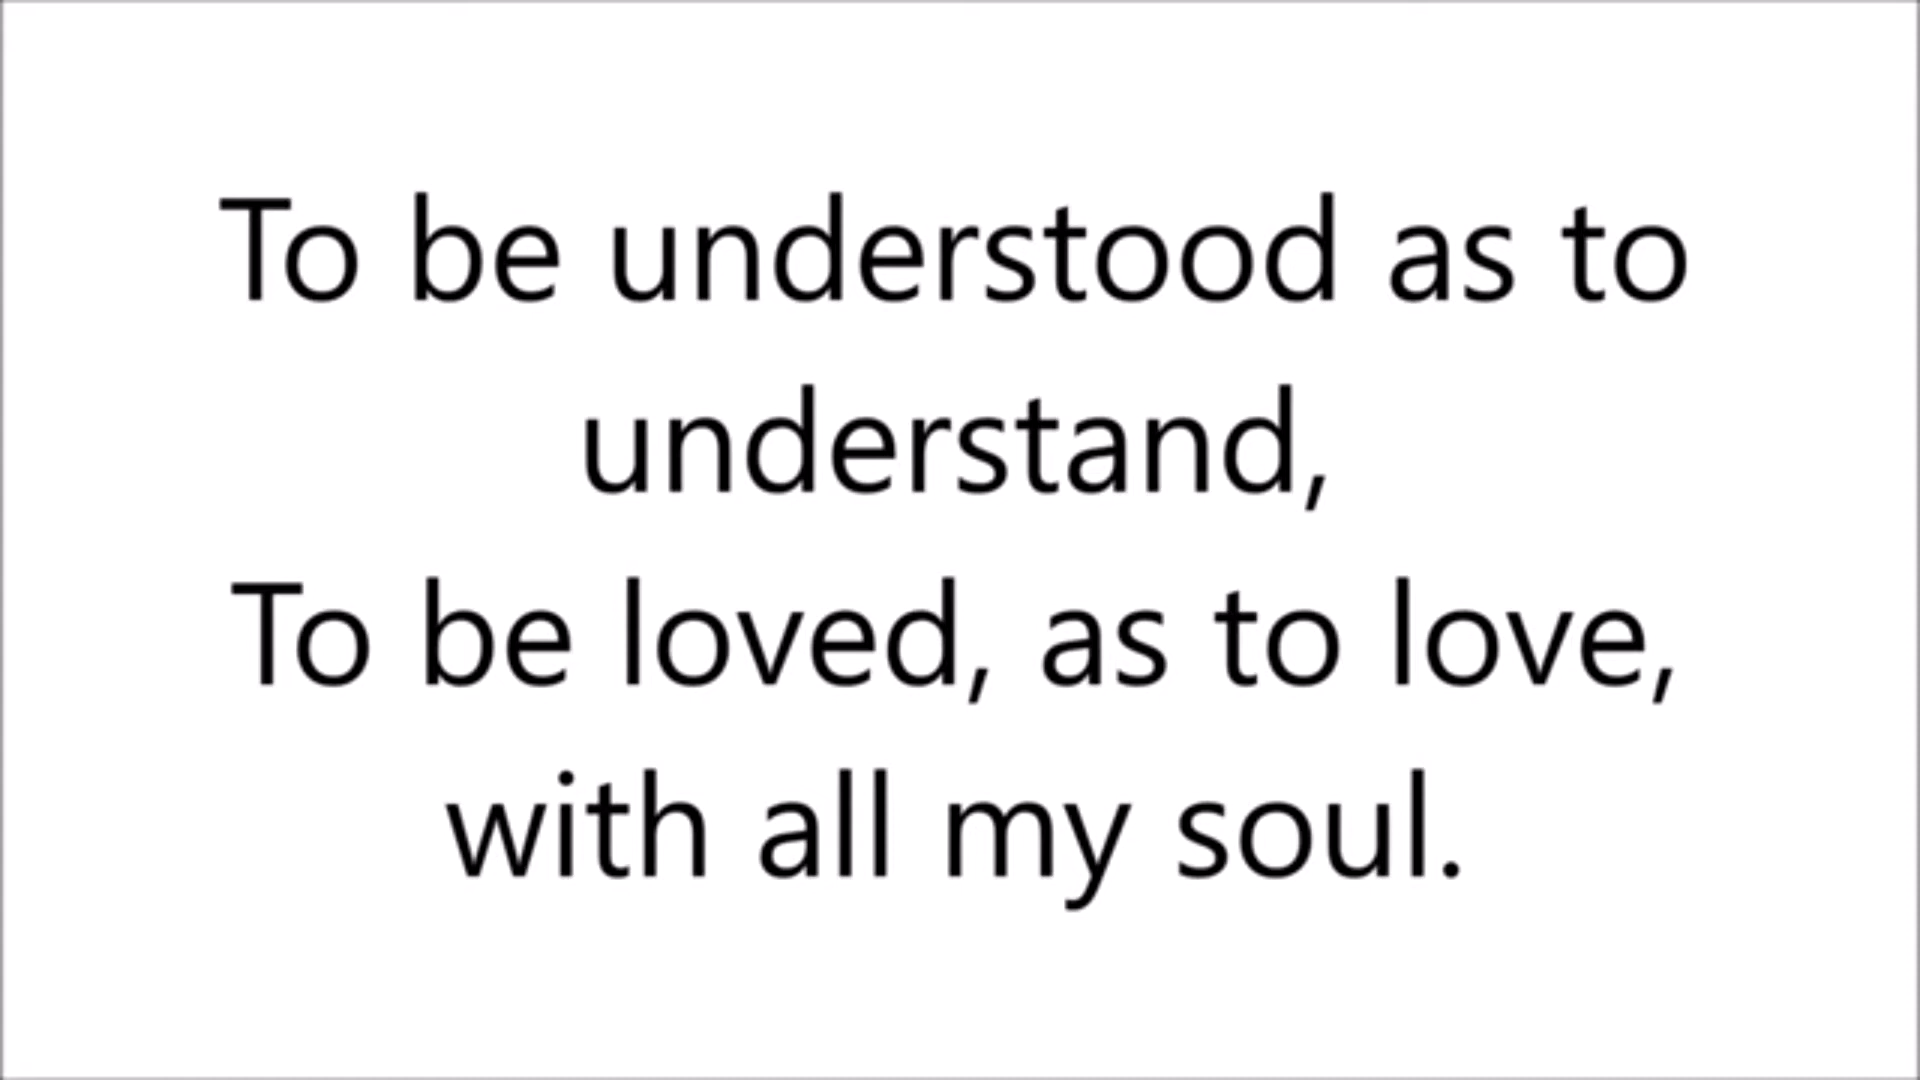 To be understood as to
understand,
To be loved, as to love,
with all my soul.